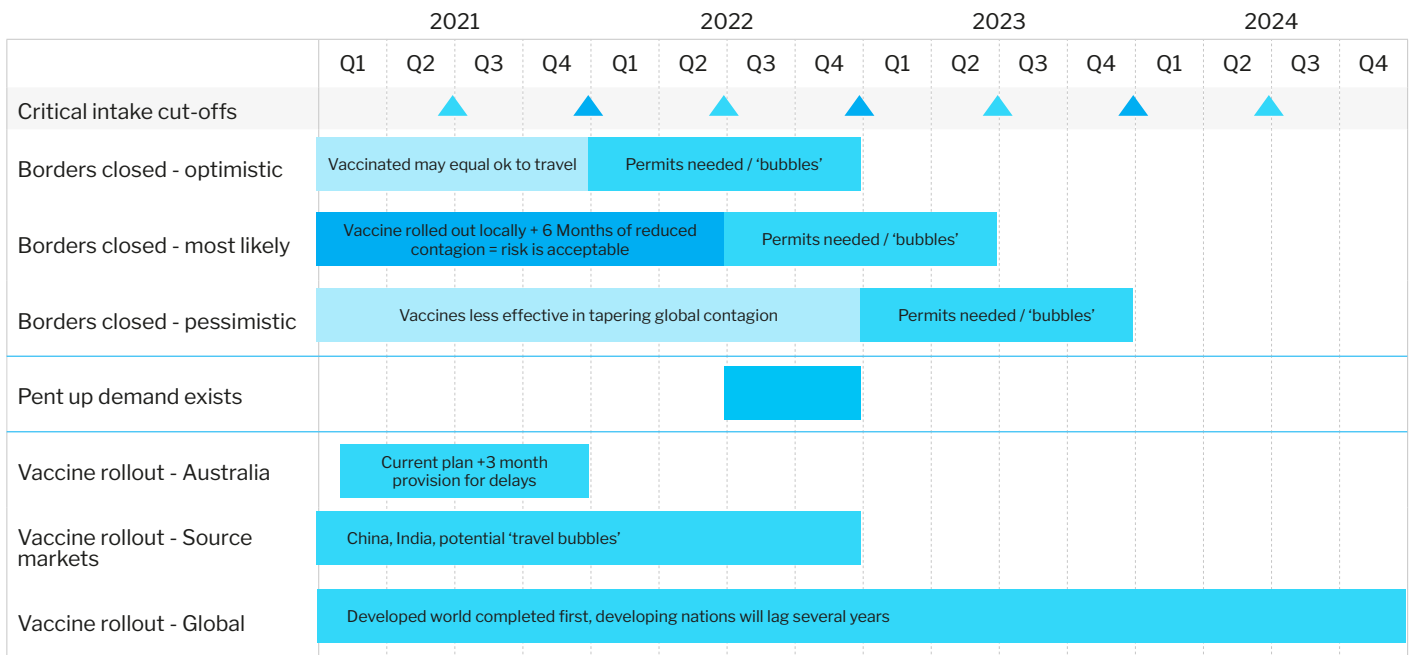 2021 2022 2023 2024
Q1 Q2 Q3 Q4 Q1 Q2 Q3 Q4 Q1 Q2 Q3 Q4 Q1 Q2 Q3 Q4
Critical intake cut-offs
Borders closed - optimistic
Vaccinated may equal ok to travel
Permits needed / ‘bubbles’
Borders closed - most likely
Vaccine rolled out locally + 6 Months of reduced
contagion = risk is acceptable
Permits needed / ‘bubbles’
Borders closed - pessimistic
Vaccines less effective in tapering global contagion
Permits needed / ‘bubbles’
Pent up demand exists
Vaccine rollout - Australia
Current plan +3 month
provision for delays
Vaccine rollout - Source
markets
China, India, potential ‘travel bubbles’
Vaccine rollout - Global
Developed world completed first, developing nations will lag several years